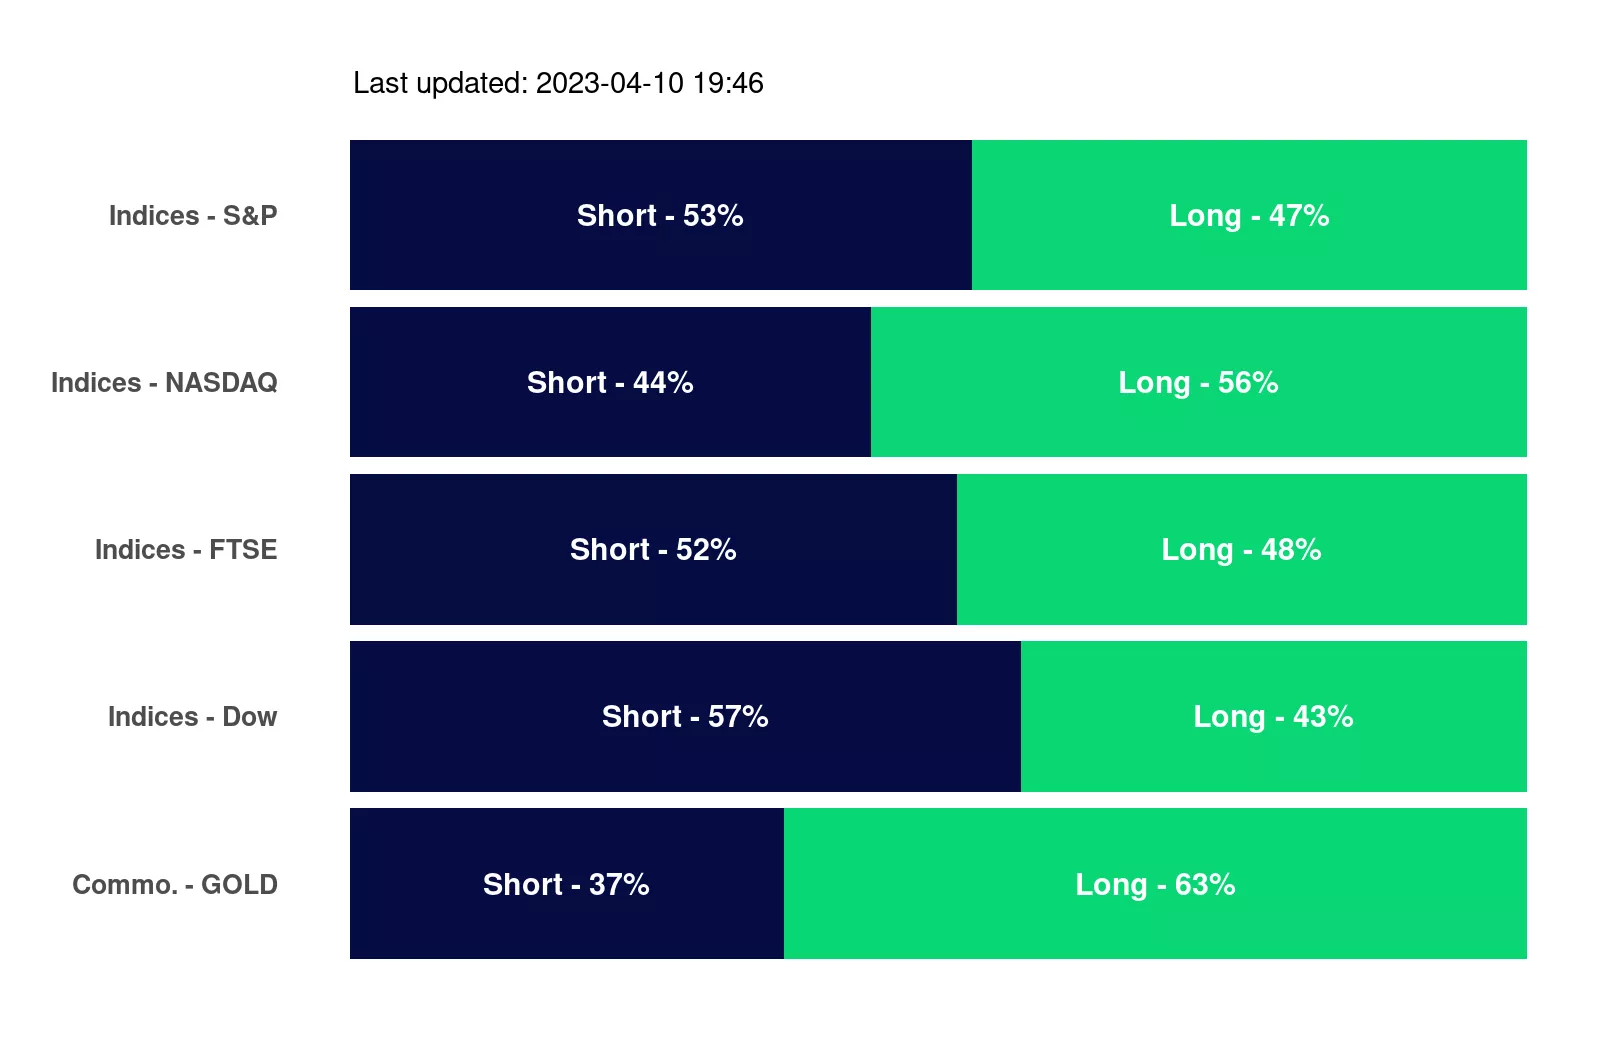 Last updated: 2023-04-10 19:46
Indices - S&P Short - 53% Long - 47%
Indices - NASDAQ Short - 44% Long - 56%
Indices - FTSE Short - 52% Long - 48%
Indices - Dow Short - 57% Long - 43%
Commo. - GOLD Short - 37% Long - 63%